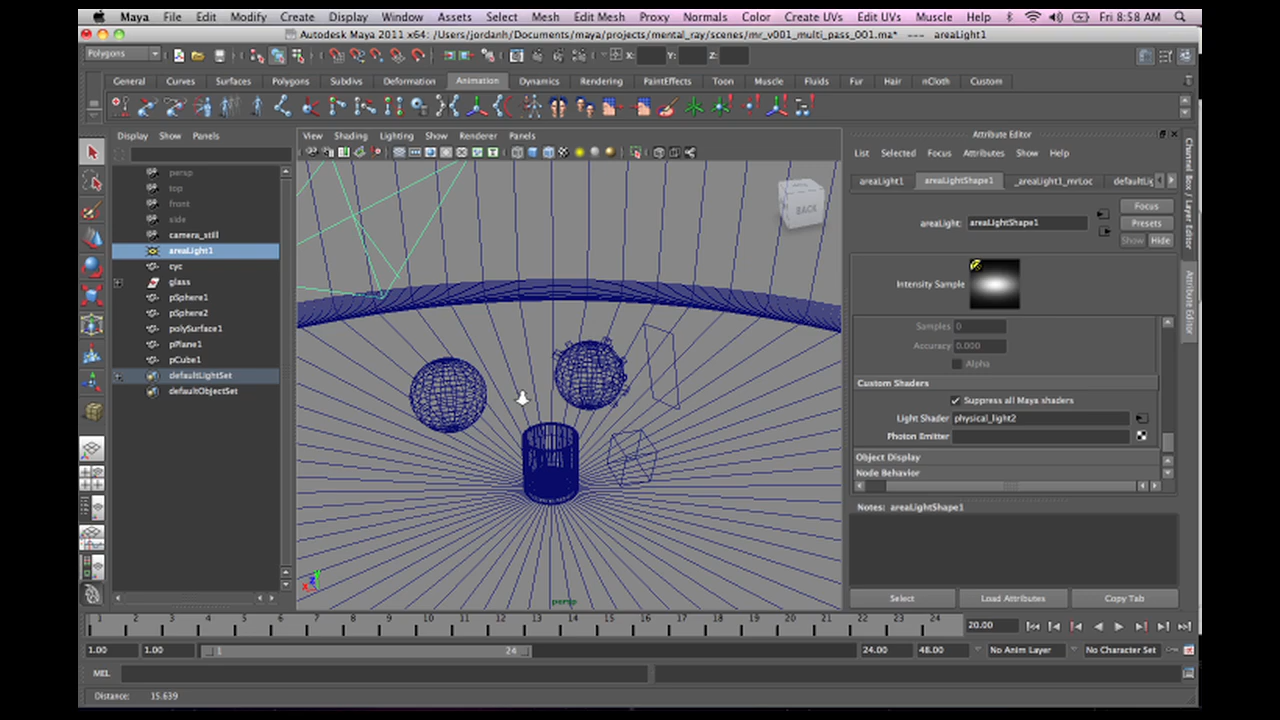 Maya File Edit Modify Create Display Window Assets Select Mesh Edit Mesh Proxy Normals Color Create UVs Edit UVs Muscle Help Fri 8:58 AM
Autodesk Maya 2011 x64: /Users/jordanh/Documents/maya/projects/mental_ray/scenes/mr_v001_multi_pass_001.ma* --- areaLight1
Polygons X: Y: Z:
General Curves Surfaces Polygons Subdivs Deformation Animation Dynamics Rendering PaintEffects Toon Muscle Fluids Fur Hair nCloth Custom
Display Show Panels
View Shading Lighting Show Renderer Panels
Attribute Editor
List Selected Focus Attributes Show Help
persp
top
front
side
camera_still
areaLight1
cyc
glass
pSphere1
pSphere2
polySurface1
pPlane1
pCube1
defaultLightSet
defaultObjectSet
BACK
persp
areaLight1 areaLightShape1 _areaLight1_mrLoc defaultLig
areaLight: areaLightShape1
Focus
Presets
Show Hide
Intensity Sample
Samples 0
Accuracy 0.000
Alpha
Custom Shaders
Suppress all Maya shaders
Light Shader physical_light2
Photon Emitter
Object Display
Node Behavior
Notes: areaLightShape1
Select Load Attributes Copy Tab
Channel Box / Layer Editor
Attribute Editor
1 2 3 4 5 6 7 8 9 10 11 12 13 14 15 16 17 18 19 20 21 22 23 24 20.00
1.00 1.00 1 24 24.00 48.00 No Anim Layer No Character Set
MEL
Distance: 15.639